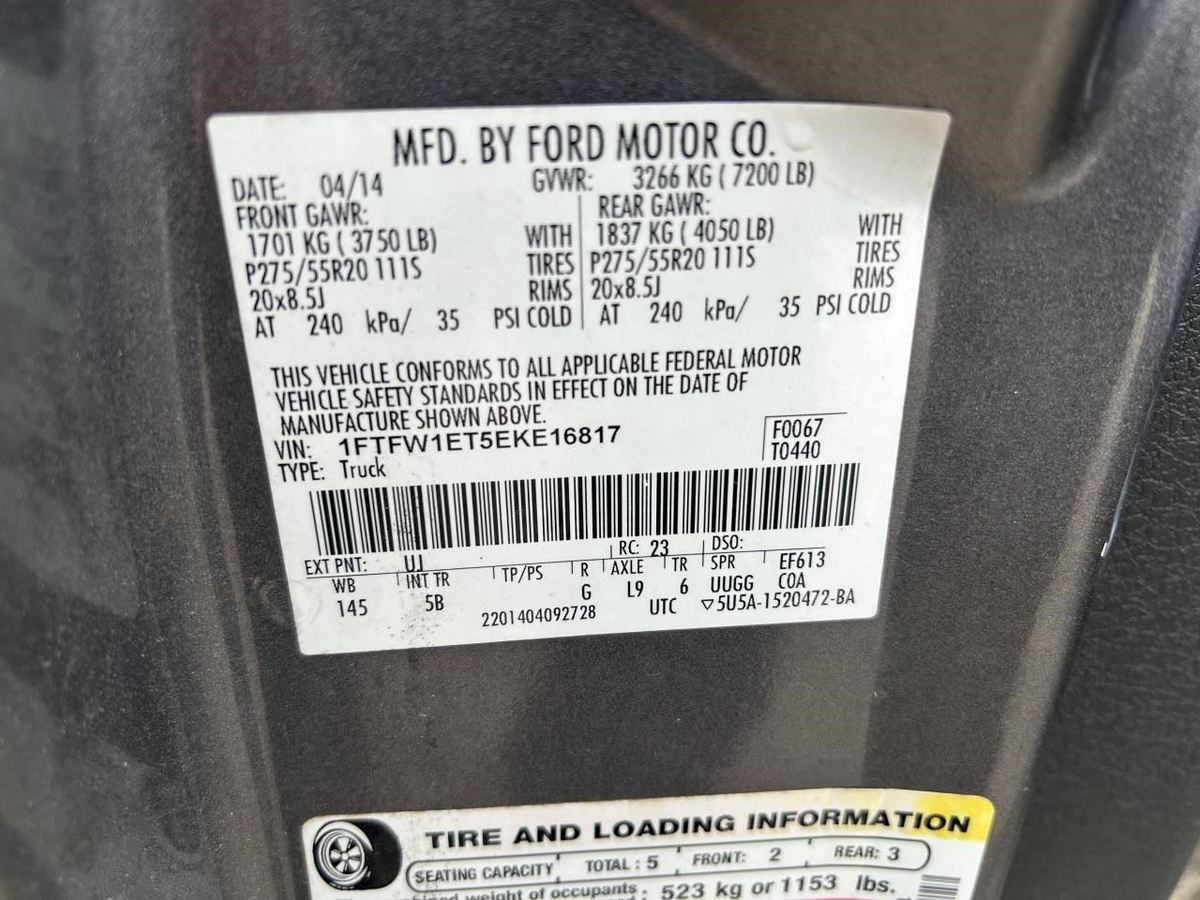 MFD. BY FORD MOTOR CO.
DATE: 04/14 GVWR: 3266 KG ( 7200 LB)
FRONT GAWR: REAR GAWR:
1701 KG ( 3750 LB) WITH 1837 KG ( 4050 LB) WITH
P275/55R20 111S TIRES P275/55R20 111S TIRES
20x8.5J RIMS 20x8.5J RIMS
AT 240 kPa/ 35 PSI COLD AT 240 kPa/ 35 PSI COLD
THIS VEHICLE CONFORMS TO ALL APPLICABLE FEDERAL MOTOR
VEHICLE SAFETY STANDARDS IN EFFECT ON THE DATE OF
MANUFACTURE SHOWN ABOVE.
VIN: 1FTFW1ET5EKE16817 F0067
TYPE: Truck T0440
EXT PNT: UJ RC: 23 DSO:
WB INT TR TP/PS R AXLE TR SPR EF613
145 5B G L9 6 UUGG COA
2201404092728 UTC ▽5U5A-1520472-BA
TIRE AND LOADING INFORMATION
SEATING CAPACITY TOTAL : 5 FRONT: 2 REAR: 3
weight of occupants 523 kg or 1153 lbs.